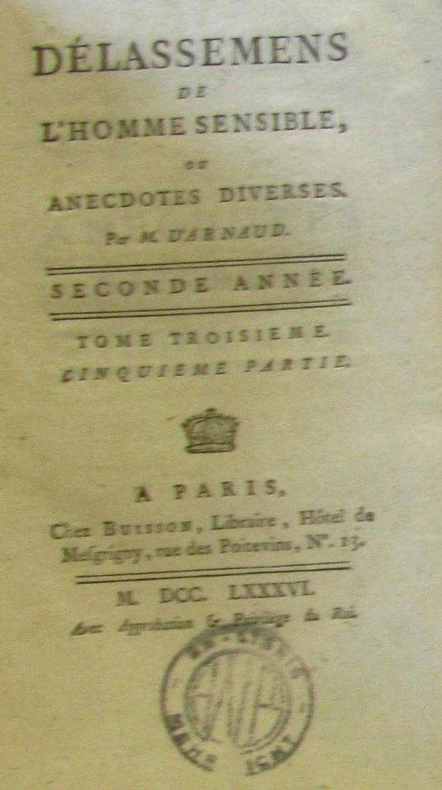 DÉLASSEMENS
DE
L'HOMME SENSIBLE,
OU
ANECDOTES DIVERSES.
Par M. D'ARNAUD.
SECONDE ANNÉE.
TOME TROISIEME.
CINQUIEME PARTIE.
A PARIS,
Chez BUISSON, Libraire, Hôtel de
Mesgrigny, rue des Poitevins, N°. 13.
M. DCC. LXXXVI.
Avec Approbation & Privilege du Roi.